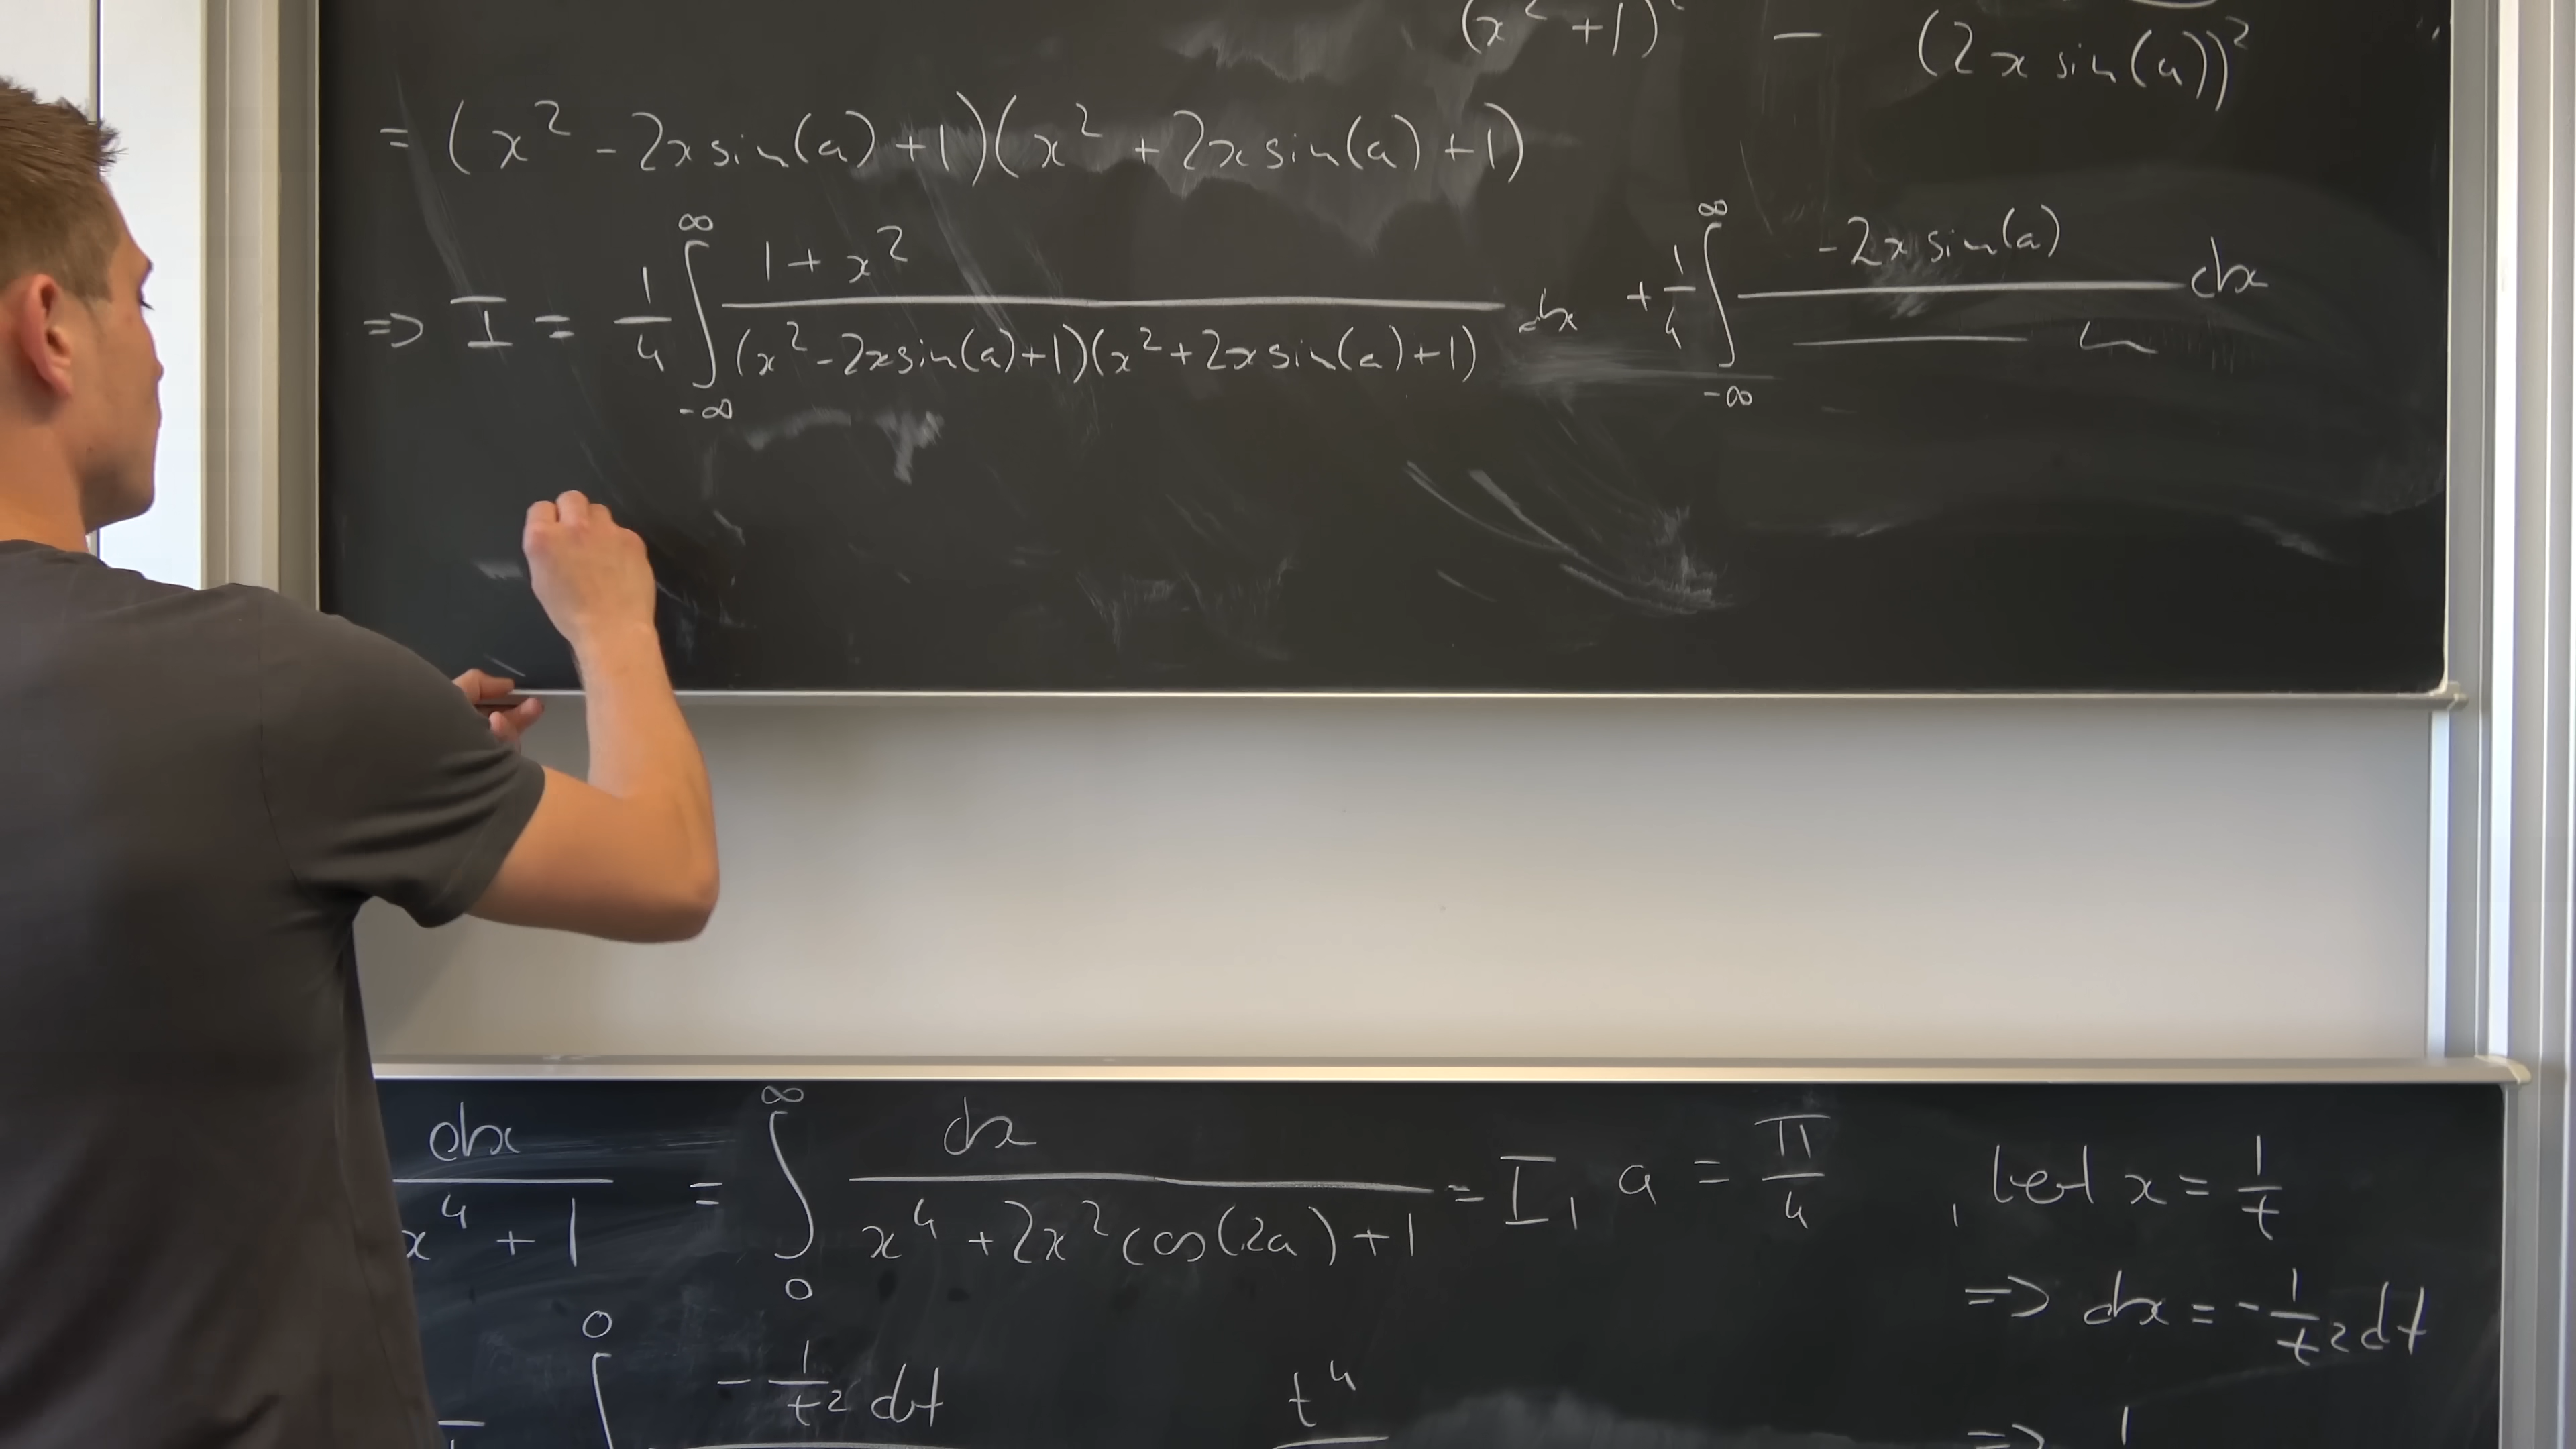 (x² + 1)² - (2x sin(a))²
= (x² - 2x sin(a) + 1)(x² + 2x sin(a) + 1)
⇒ I = 1/4 ∫_{-∞}^{∞} (1 + x²)/((x² - 2x sin(a) + 1)(x² + 2x sin(a) + 1)) dx + 1/4 ∫_{-∞}^{∞} (-2x sin(a))/(—) dx
dx/(x⁴ + 1) = ∫_0^∞ dx/(x⁴ + 2x² cos(2a) + 1) = I, a = π/4, let x = 1/t
⇒ dx = -1/t² dt
∫^0 -1/t² dt t⁴ ⇒ 1